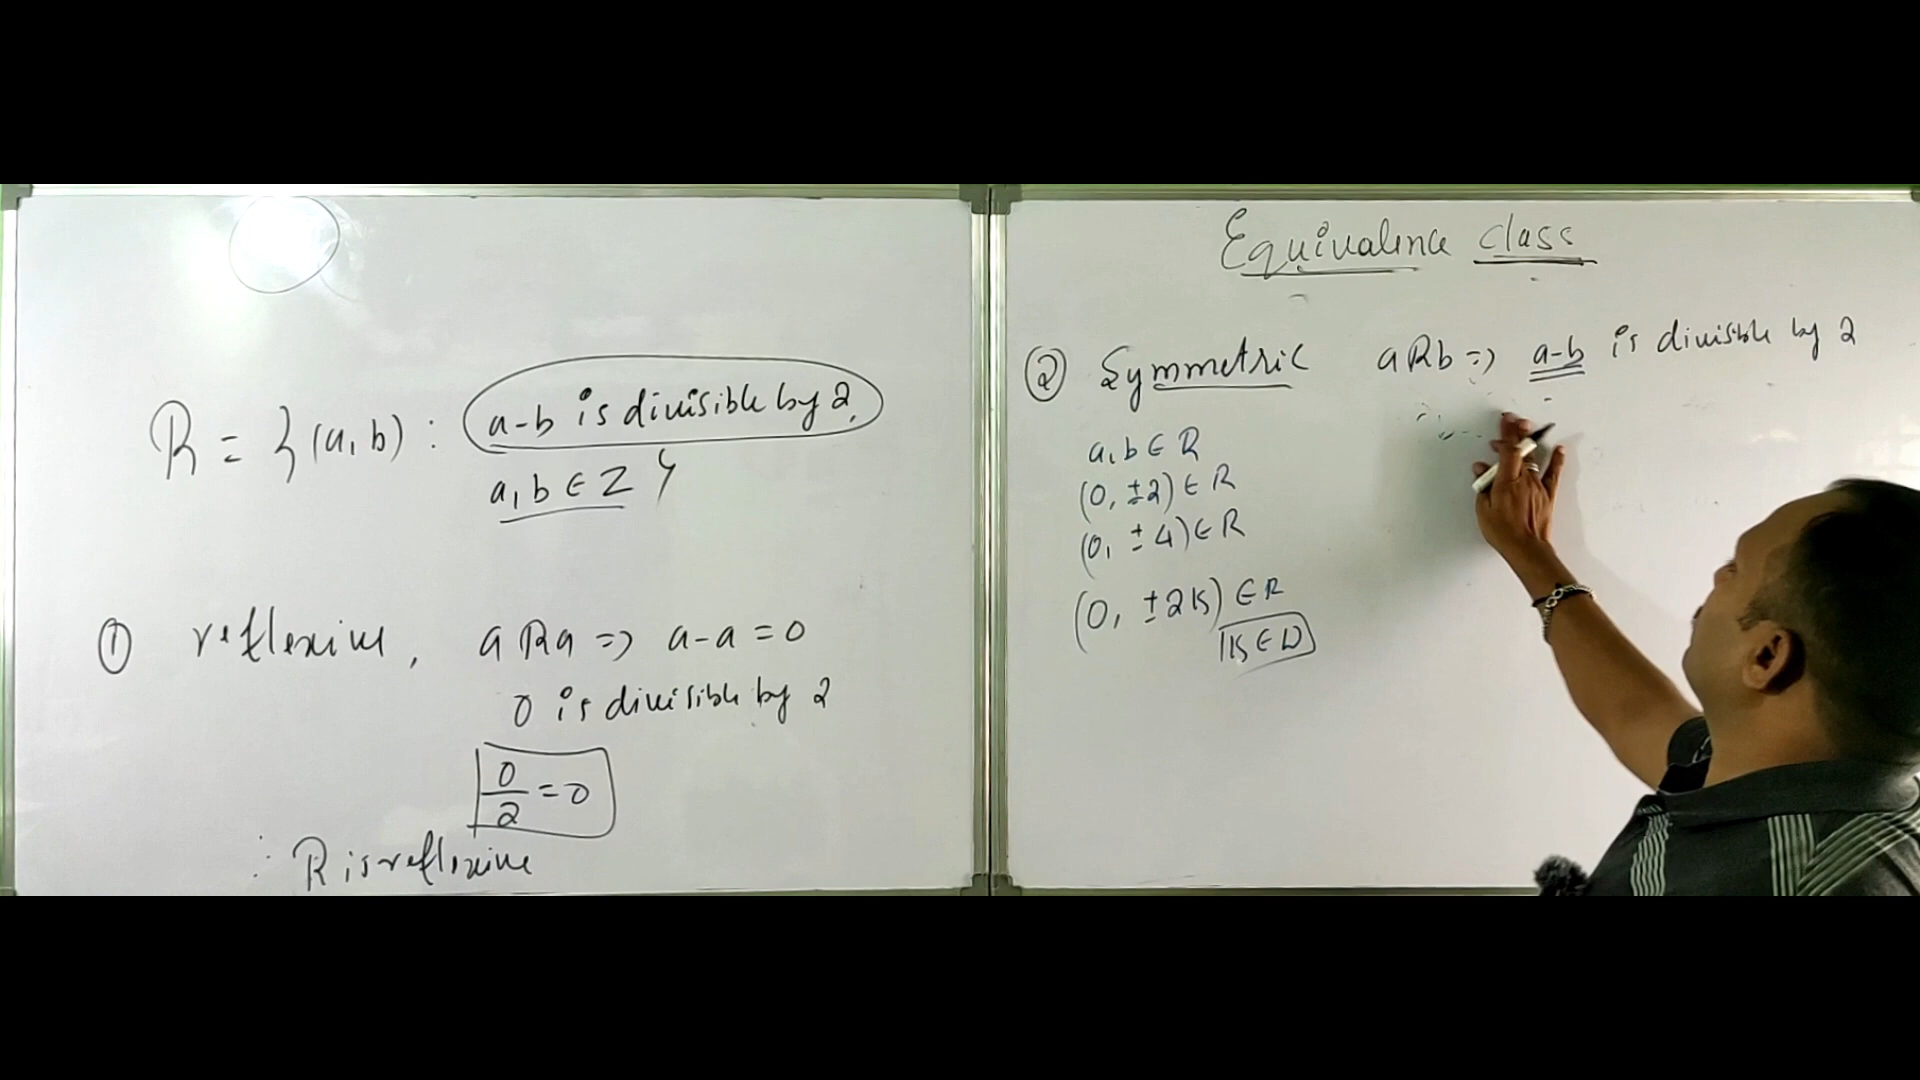 R = { (a, b) : a-b is divisible by 2,
a, b ∈ Z }
① reflexive, a R a => a-a = 0
0 is divisible by 2
0/2 = 0
∴ R is reflexive
Equivalence class
② Symmetric aRb => a-b is divisible by 2
a, b ∈ R
(0, ±2) ∈ R
(0, ±4) ∈ R
(0, ±2K) ∈ R